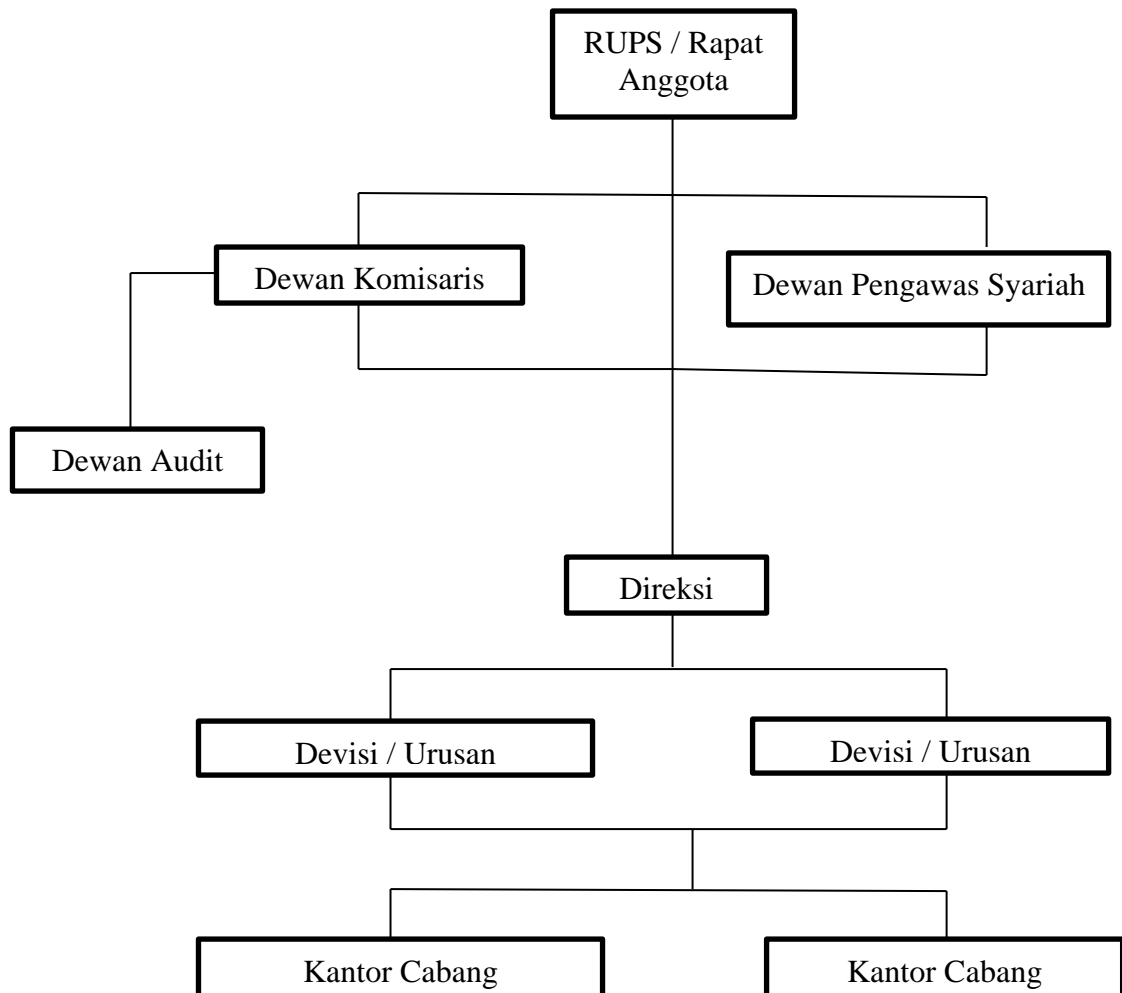 RUPS / Rapat
Anggota
Dewan Komisaris
Dewan Pengawas Syariah
Dewan Audit
Direksi
Devisi / Urusan
Devisi / Urusan
Kantor Cabang
Kantor Cabang